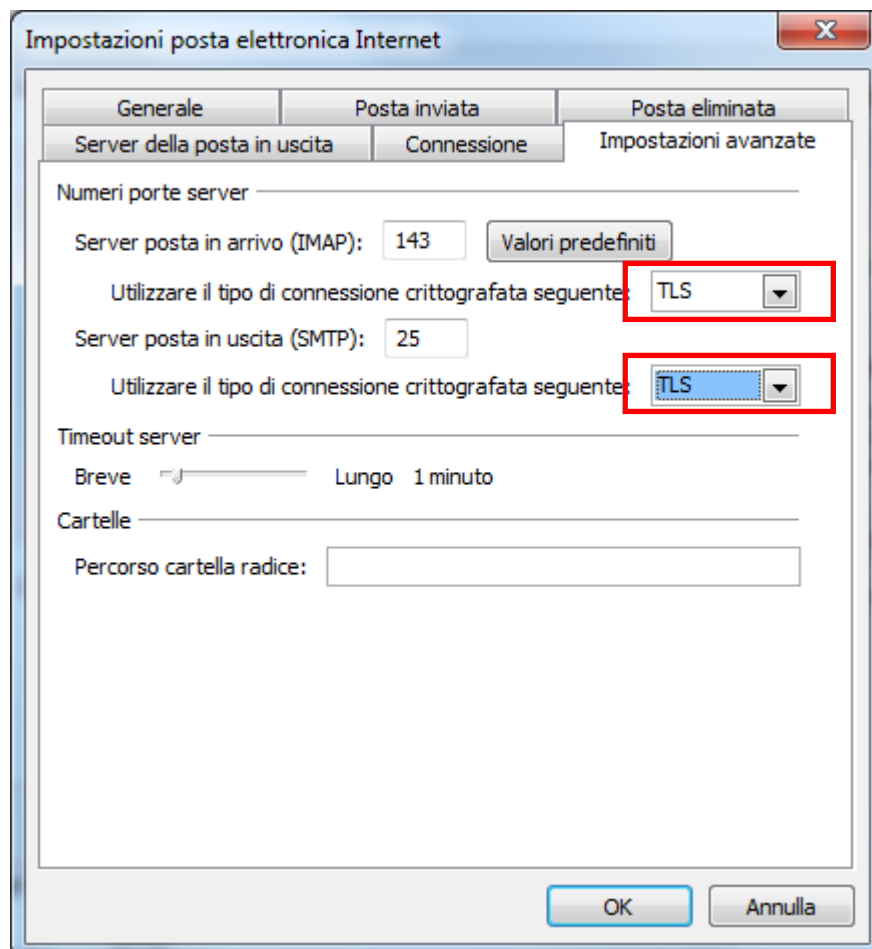 Impostazioni posta elettronica Internet
Generale Posta inviata Posta eliminata
Server della posta in uscita Connessione Impostazioni avanzate
Numeri porte server
Server posta in arrivo (IMAP): 143 Valori predefiniti
Utilizzare il tipo di connessione crittografata seguente: TLS
Server posta in uscita (SMTP): 25
Utilizzare il tipo di connessione crittografata seguente: TLS
Timeout server
Breve Lungo 1 minuto
Cartelle
Percorso cartella radice:
OK Annulla